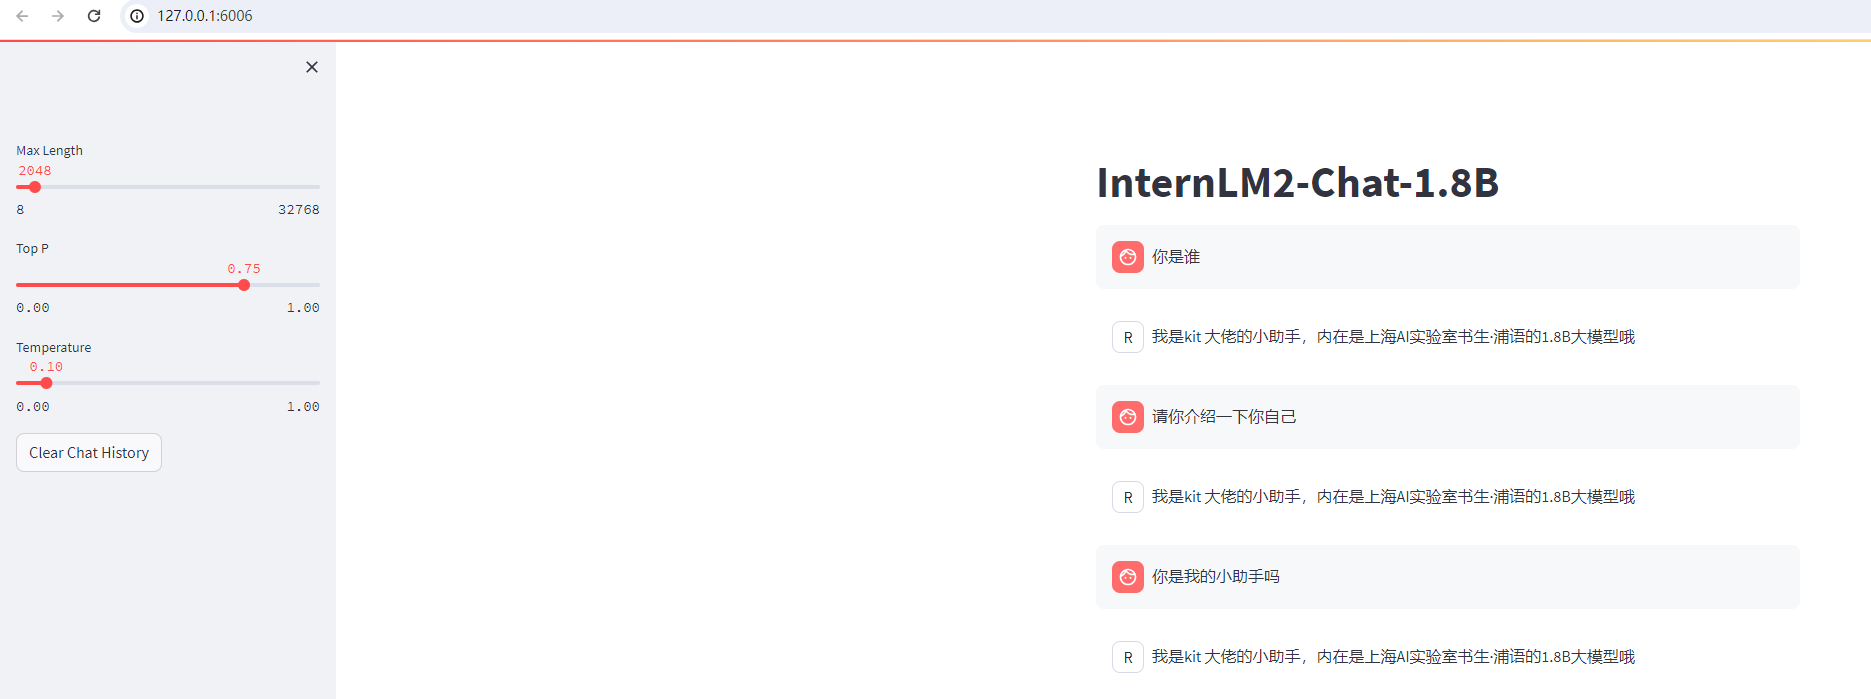 127.0.0.1:6006
Max Length
2048
8 32768
Top P
0.75
0.00 1.00
Temperature
0.10
0.00 1.00
Clear Chat History
InternLM2-Chat-1.8B
你是谁
R 我是kit 大佬的小助手，内在是上海AI实验室书生·浦语的1.8B大模型哦
请你介绍一下你自己
R 我是kit 大佬的小助手，内在是上海AI实验室书生·浦语的1.8B大模型哦
你是我的小助手吗
R 我是kit 大佬的小助手，内在是上海AI实验室书生·浦语的1.8B大模型哦